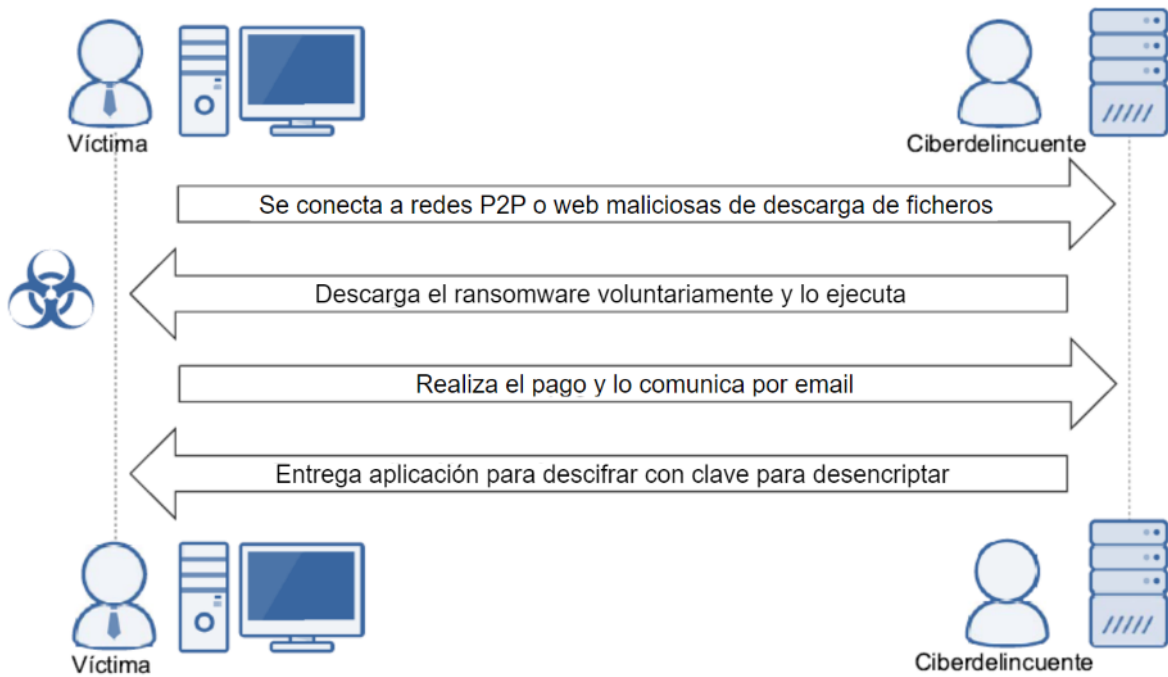 Víctima
Ciberdelincuente
Se conecta a redes P2P o web maliciosas de descarga de ficheros
Descarga el ransomware voluntariamente y lo ejecuta
Realiza el pago y lo comunica por email
Entrega aplicación para descifrar con clave para desencriptar
Víctima
Ciberdelincuente